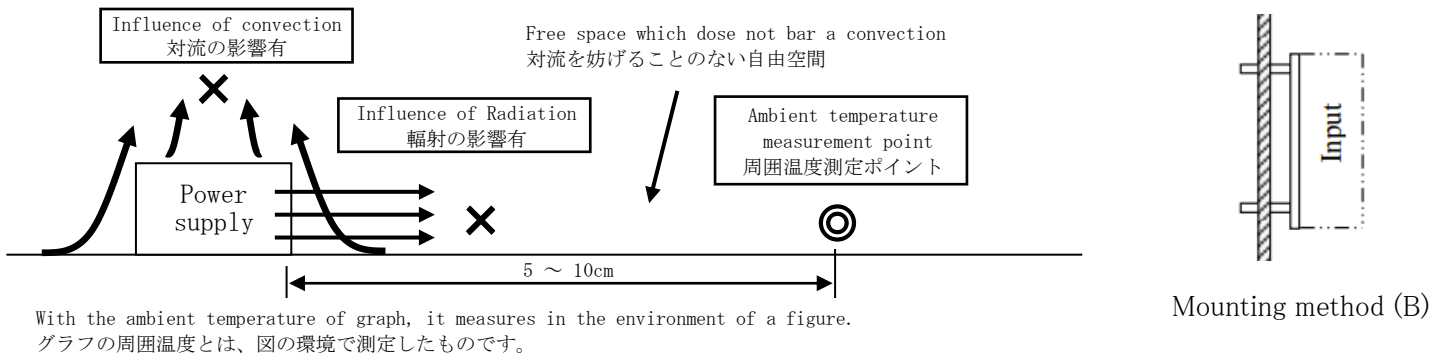 Influence of convection
対流の影響有
Free space which dose not bar a convection
対流を妨げることのない自由空間
Influence of Radiation
輻射の影響有
Ambient temperature
measurement point
周囲温度測定ポイント
Power
supply
5 ～ 10cm
With the ambient temperature of graph, it measures in the environment of a figure.
グラフの周囲温度とは、図の環境で測定したものです。
Input
Mounting method (B)